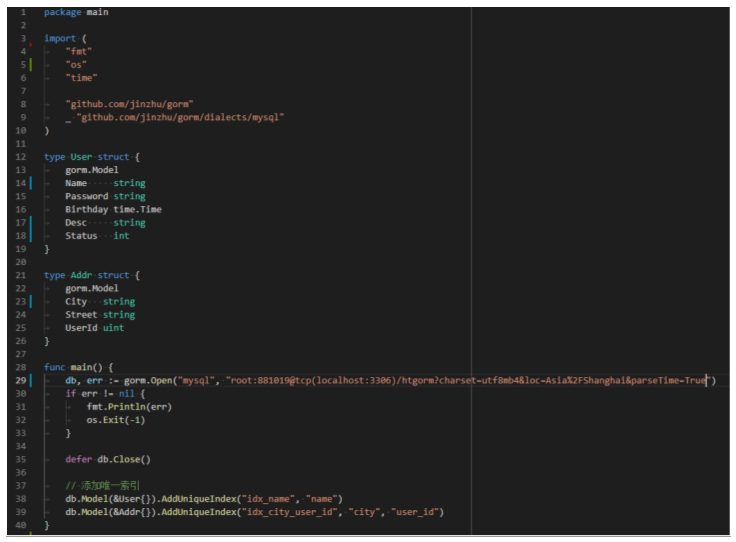 1 package main
2
3 import (
4 "fmt"
5 "os"
6 "time"
7
8 "github.com/jinzhu/gorm"
9 _ "github.com/jinzhu/gorm/dialects/mysql"
10 )
11
12 type User struct {
13 gorm.Model
14 Name string
15 Password string
16 Birthday time.Time
17 Desc string
18 Status int
19 }
20
21 type Addr struct {
22 gorm.Model
23 City string
24 Street string
25 UserId uint
26 }
27
28 func main() {
29 db, err := gorm.Open("mysql", "root:881019@tcp(localhost:3306)/htgorm?charset=utf8mb4&loc=Asia%2FShanghai&parseTime=True")
30 if err != nil {
31 fmt.Println(err)
32 os.Exit(-1)
33 }
34
35 defer db.Close()
36
37 // 添加唯一索引
38 db.Model(&User{}).AddUniqueIndex("idx_name", "name")
39 db.Model(&Addr{}).AddUniqueIndex("idx_city_user_id", "city", "user_id")
40 }